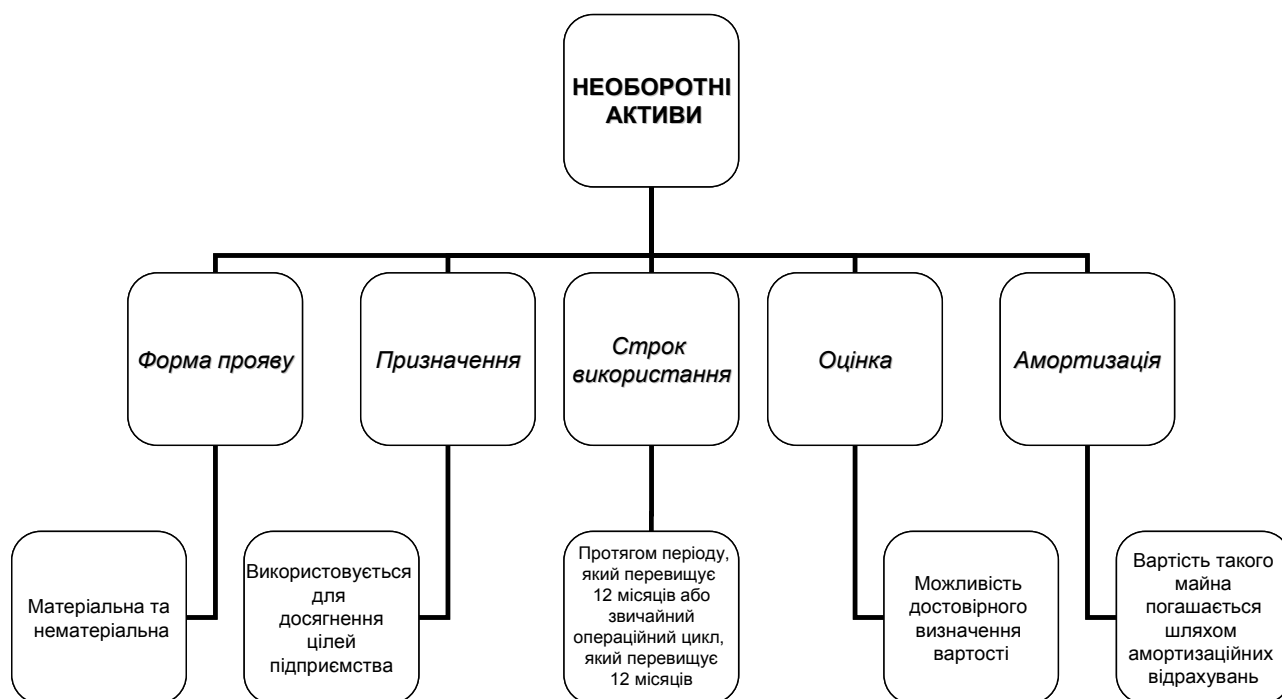 НЕОБОРОТНІ
АКТИВИ
Форма прояву
Призначення
Строк
використання
Оцінка
Амортизація
Матеріальна та
нематеріальна
Використовується
для
досягнення
цілей
підприємства
Протягом періоду,
який перевищує
12 місяців або
звичайний
операційний цикл,
який перевищує
12 місяців
Можливість
достовірного
визначення
вартості
Вартість такого
майна
погашається
шляхом
амортизаційних
відрахувань